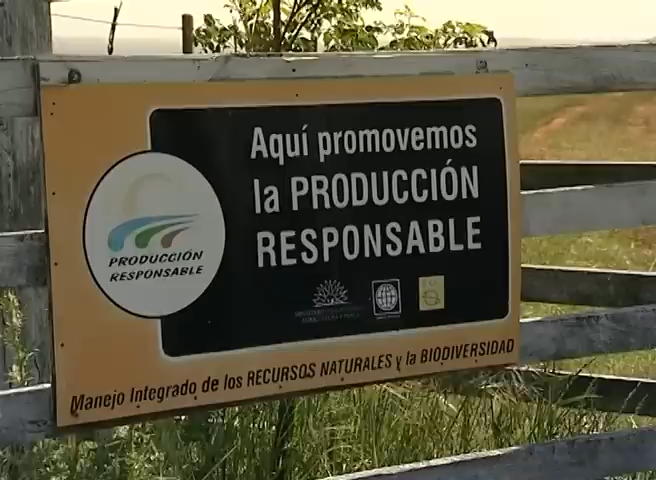 Aquí promovemos
la PRODUCCIÓN
RESPONSABLE
PRODUCCIÓN
RESPONSABLE
Manejo Integrado de los RECURSOS NATURALES y la BIODIVERSIDAD